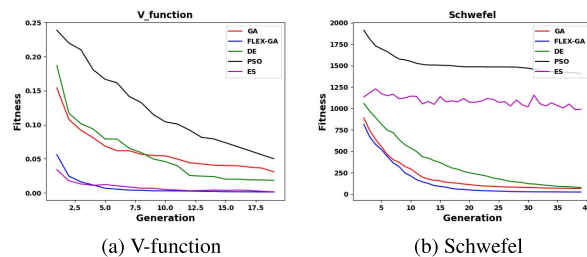 V_function
Fitness
0.25
0.20
0.15
0.10
0.05
0.00
2.5 5.0 7.5 10.0 12.5 15.0 17.5
Generation
GA
FLEX-GA
DE
PSO
ES
(a) V-function
Schwefel
Fitness
2000
1750
1500
1250
1000
750
500
250
0
0 5 10 15 20 25 30 35
Generation
GA
FLEX-GA
DE
PSO
ES
(b) Schwefel